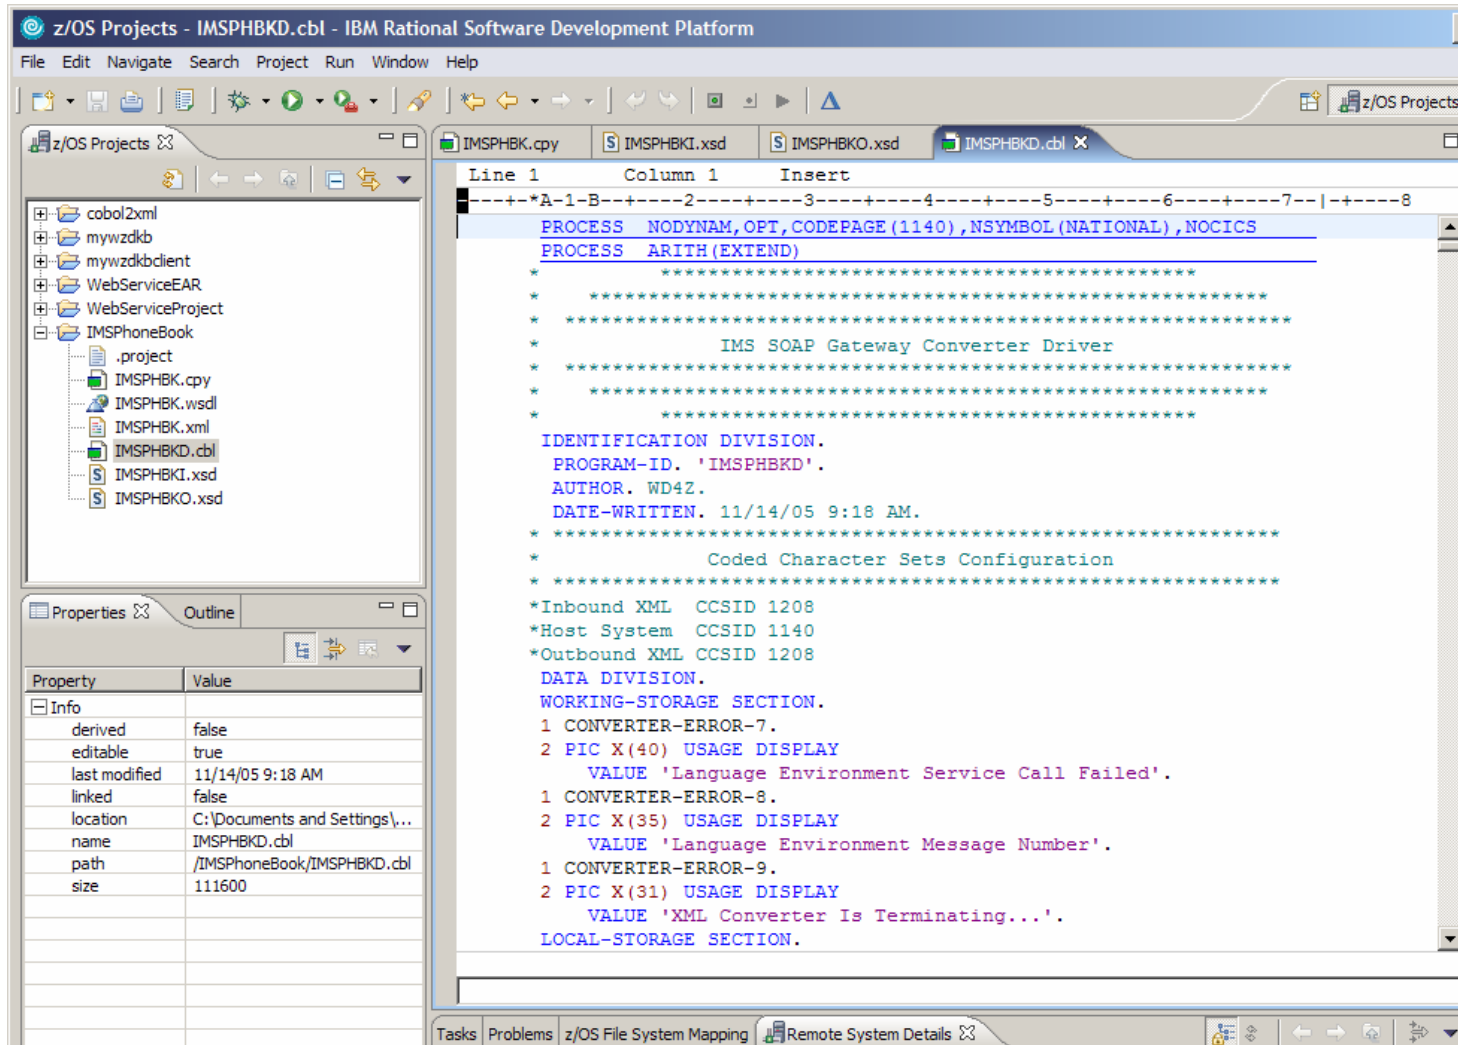 z/OS Projects - IMSPHBKD.cbl - IBM Rational Software Development Platform
File Edit Navigate Search Project Run Window Help
z/OS Projects
z/OS Projects
cobol2xml
mywzdkb
mywzdkbclient
WebServiceEAR
WebServiceProject
IMSPhoneBook
.project
IMSPHBK.cpy
IMSPHBK.wsdl
IMSPHBK.xml
IMSPHBKD.cbl
IMSPHBKI.xsd
IMSPHBKO.xsd
Properties Outline
Property Value
Info
derived false
editable true
last modified 11/14/05 9:18 AM
linked false
location C:\Documents and Settings\...
name IMSPHBKD.cbl
path /IMSPhoneBook/IMSPHBKD.cbl
size 111600
IMSPHBK.cpy IMSPHBKI.xsd IMSPHBKO.xsd IMSPHBKD.cbl
Line 1 Column 1 Insert
----+-*A-1-B--+----2----+----3----+----4----+----5----+----6----+----7--|-+----8
PROCESS NODYNAM,OPT,CODEPAGE(1140),NSYMBOL(NATIONAL),NOCICS
PROCESS ARITH(EXTEND)
* *********************************************
* *********************************************************
* *************************************************************
* IMS SOAP Gateway Converter Driver
* *************************************************************
* *********************************************************
* *********************************************
IDENTIFICATION DIVISION.
PROGRAM-ID. 'IMSPHBKD'.
AUTHOR. WD4Z.
DATE-WRITTEN. 11/14/05 9:18 AM.
* *************************************************************
* Coded Character Sets Configuration
* *************************************************************
*Inbound XML CCSID 1208
*Host System CCSID 1140
*Outbound XML CCSID 1208
DATA DIVISION.
WORKING-STORAGE SECTION.
1 CONVERTER-ERROR-7.
2 PIC X(40) USAGE DISPLAY
VALUE 'Language Environment Service Call Failed'.
1 CONVERTER-ERROR-8.
2 PIC X(35) USAGE DISPLAY
VALUE 'Language Environment Message Number'.
1 CONVERTER-ERROR-9.
2 PIC X(31) USAGE DISPLAY
VALUE 'XML Converter Is Terminating...'.
LOCAL-STORAGE SECTION.
Tasks Problems z/OS File System Mapping Remote System Details